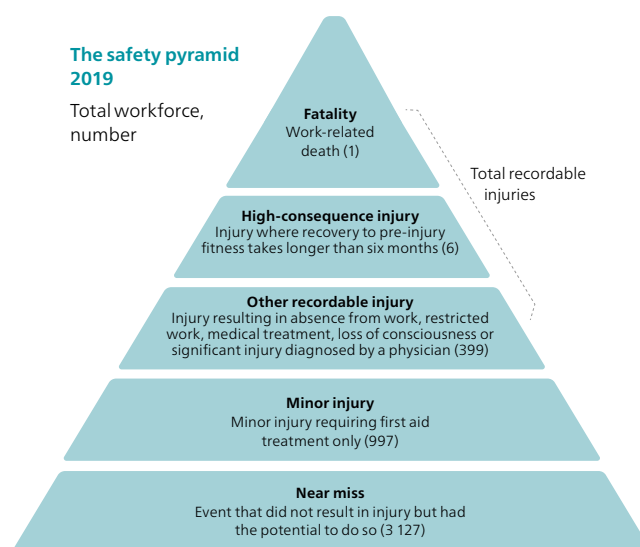 The safety pyramid
2019
Total workforce,
number
Fatality
Work-related
death (1)
Total recordable
injuries
High-consequence injury
Injury where recovery to pre-injury
fitness takes longer than six months (6)
Other recordable injury
Injury resulting in absence from work, restricted
work, medical treatment, loss of consciousness or
significant injury diagnosed by a physician (399)
Minor injury
Minor injury requiring first aid
treatment only (997)
Near miss
Event that did not result in injury but had
the potential to do so (3 127)